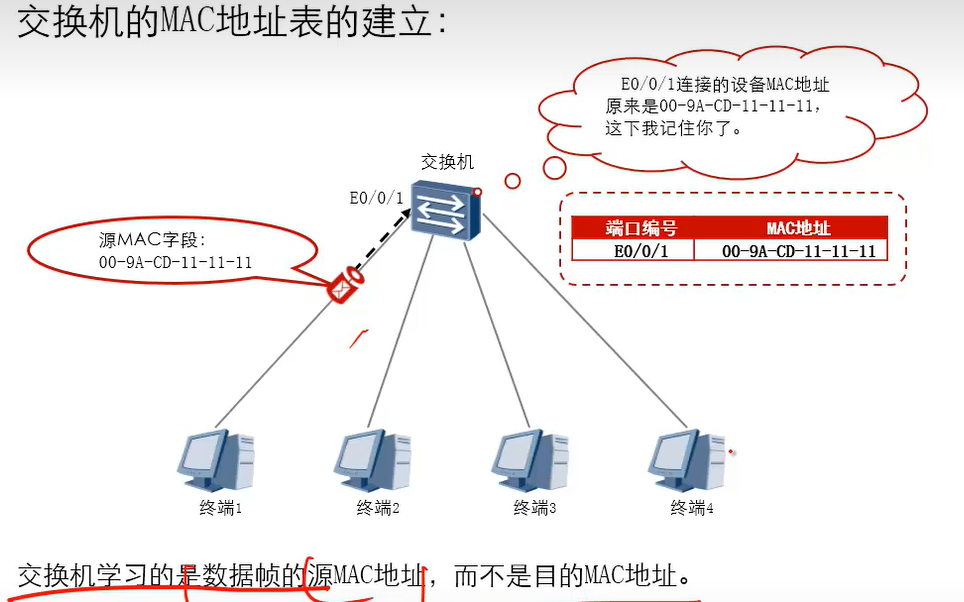 交换机的MAC地址表的建立:
E0/0/1连接的设备MAC地址
原来是00-9A-CD-11-11-11,
这下我记住你了。
交换机
E0/0/1
源MAC字段:
00-9A-CD-11-11-11
端口编号 MAC地址
E0/0/1 00-9A-CD-11-11-11
终端1 终端2 终端3 终端4
交换机学习的是数据帧的源MAC地址，而不是目的MAC地址。